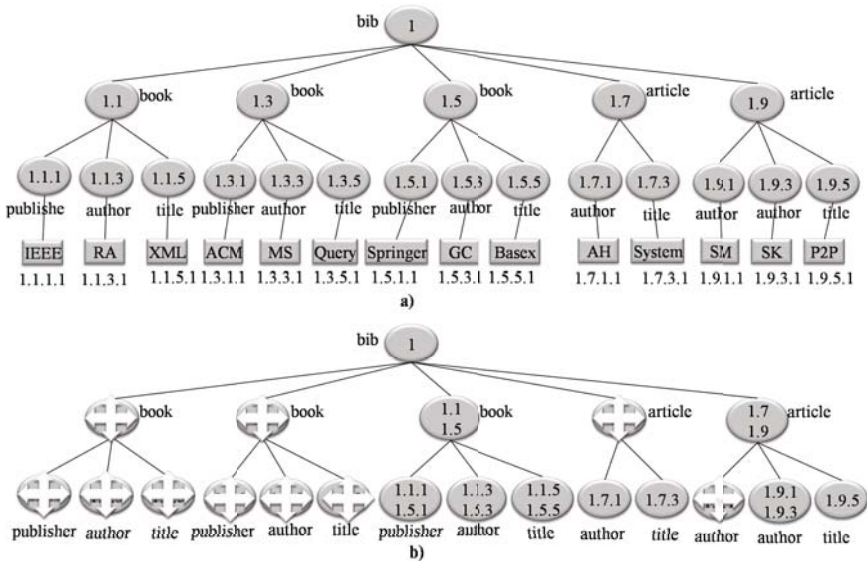 bib 1
1.1 book 1.3 book 1.5 book 1.7 article 1.9 article
1.1.1 1.1.3 1.1.5 1.3.1 1.3.3 1.3.5 1.5.1 1.5.3 1.5.5 1.7.1 1.7.3 1.9.1 1.9.3 1.9.5
publishe author title publisher author title publisher author title author title author author title
IEEE RA XML ACM MS Query Springer GC Basex AH System SM SK P2P
1.1.1.1 1.1.3.1 1.1.5.1 1.3.1.1 1.3.3.1 1.3.5.1 1.5.1.1 1.5.3.1 1.5.5.1 1.7.1.1 1.7.3.1 1.9.1.1 1.9.3.1 1.9.5.1
a)
bib 1
book book 1.1 book article 1.7 article
1.5 1.9
1.1.1 1.1.3 1.1.5 1.7.1 1.7.3 1.9.1 1.9.5
1.5.1 1.5.3 1.5.5 1.9.3
publisher author title publisher author title publisher author title author title author author title
b)